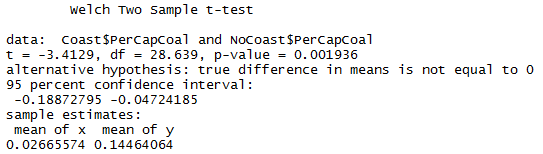 Welch Two Sample t-test
data: Coast$PerCapCoal and NoCoast$PerCapCoal
t = -3.4129, df = 28.639, p-value = 0.001936
alternative hypothesis: true difference in means is not equal to 0
95 percent confidence interval:
-0.18872795 -0.04724185
sample estimates:
mean of x mean of y
0.02665574 0.14464064